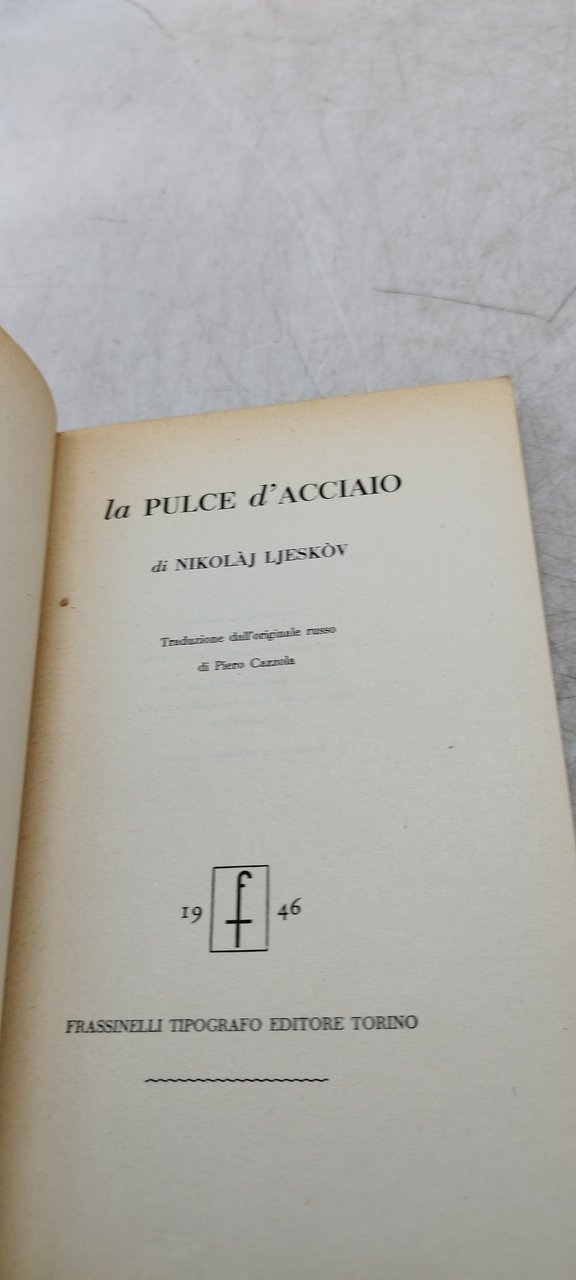 la PULCE d'ACCIAIO
di NIKOLÀJ LJESKÒV
Traduzione dall'originale russo
di Piero Cazzola
19 f 46
FRASSINELLI TIPOGRAFO EDITORE TORINO